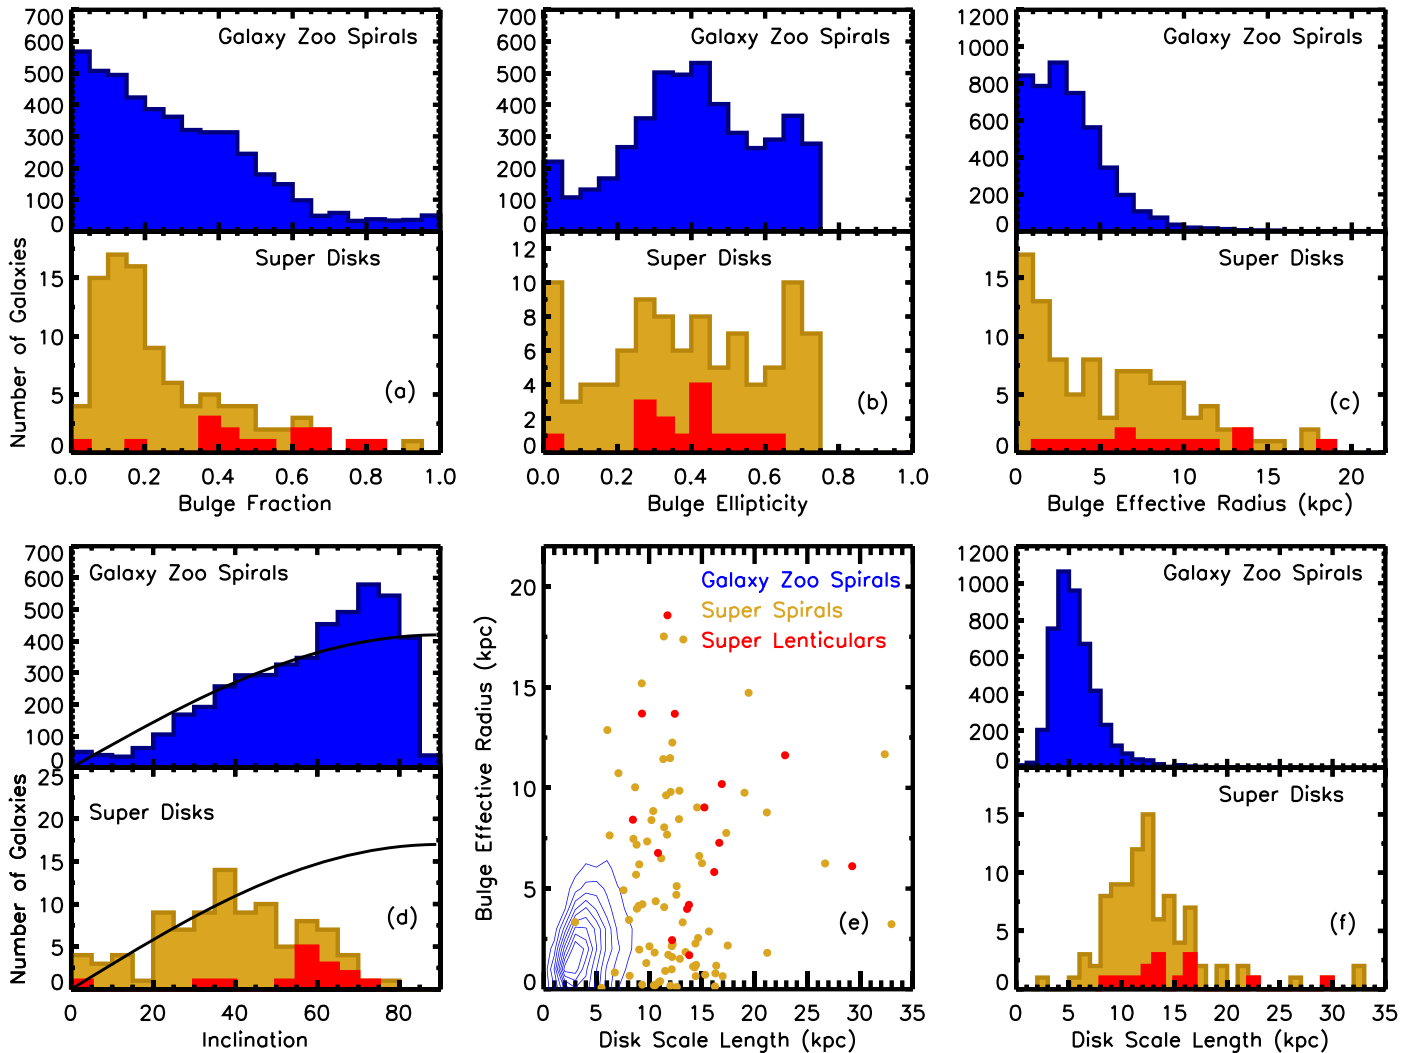 700
600
500
400
300
200
100
0
Galaxy Zoo Spirals
Number of Galaxies
15
10
5
0
Super Disks
(a)
0.0 0.2 0.4 0.6 0.8 1.0
Bulge Fraction
700
600
500
400
300
200
100
0
Galaxy Zoo Spirals
12
10
8
6
4
2
0
Super Disks
(b)
0.0 0.2 0.4 0.6 0.8 1.0
Bulge Ellipticity
1200
1000
800
600
400
200
0
Galaxy Zoo Spirals
15
10
5
0
Super Disks
(c)
0 5 10 15 20
Bulge Effective Radius (kpc)
700
600
500
400
300
200
100
0
Galaxy Zoo Spirals
Number of Galaxies
25
20
15
10
5
0
Super Disks
(d)
0 20 40 60 80
Inclination
Bulge Effective Radius (kpc)
20
15
10
5
0
Galaxy Zoo Spirals
Super Spirals
Super Lenticulars
(e)
0 5 10 15 20 25 30 35
Disk Scale Length (kpc)
1200
1000
800
600
400
200
0
Galaxy Zoo Spirals
15
10
5
0
Super Disks
(f)
0 5 10 15 20 25 30 35
Disk Scale Length (kpc)